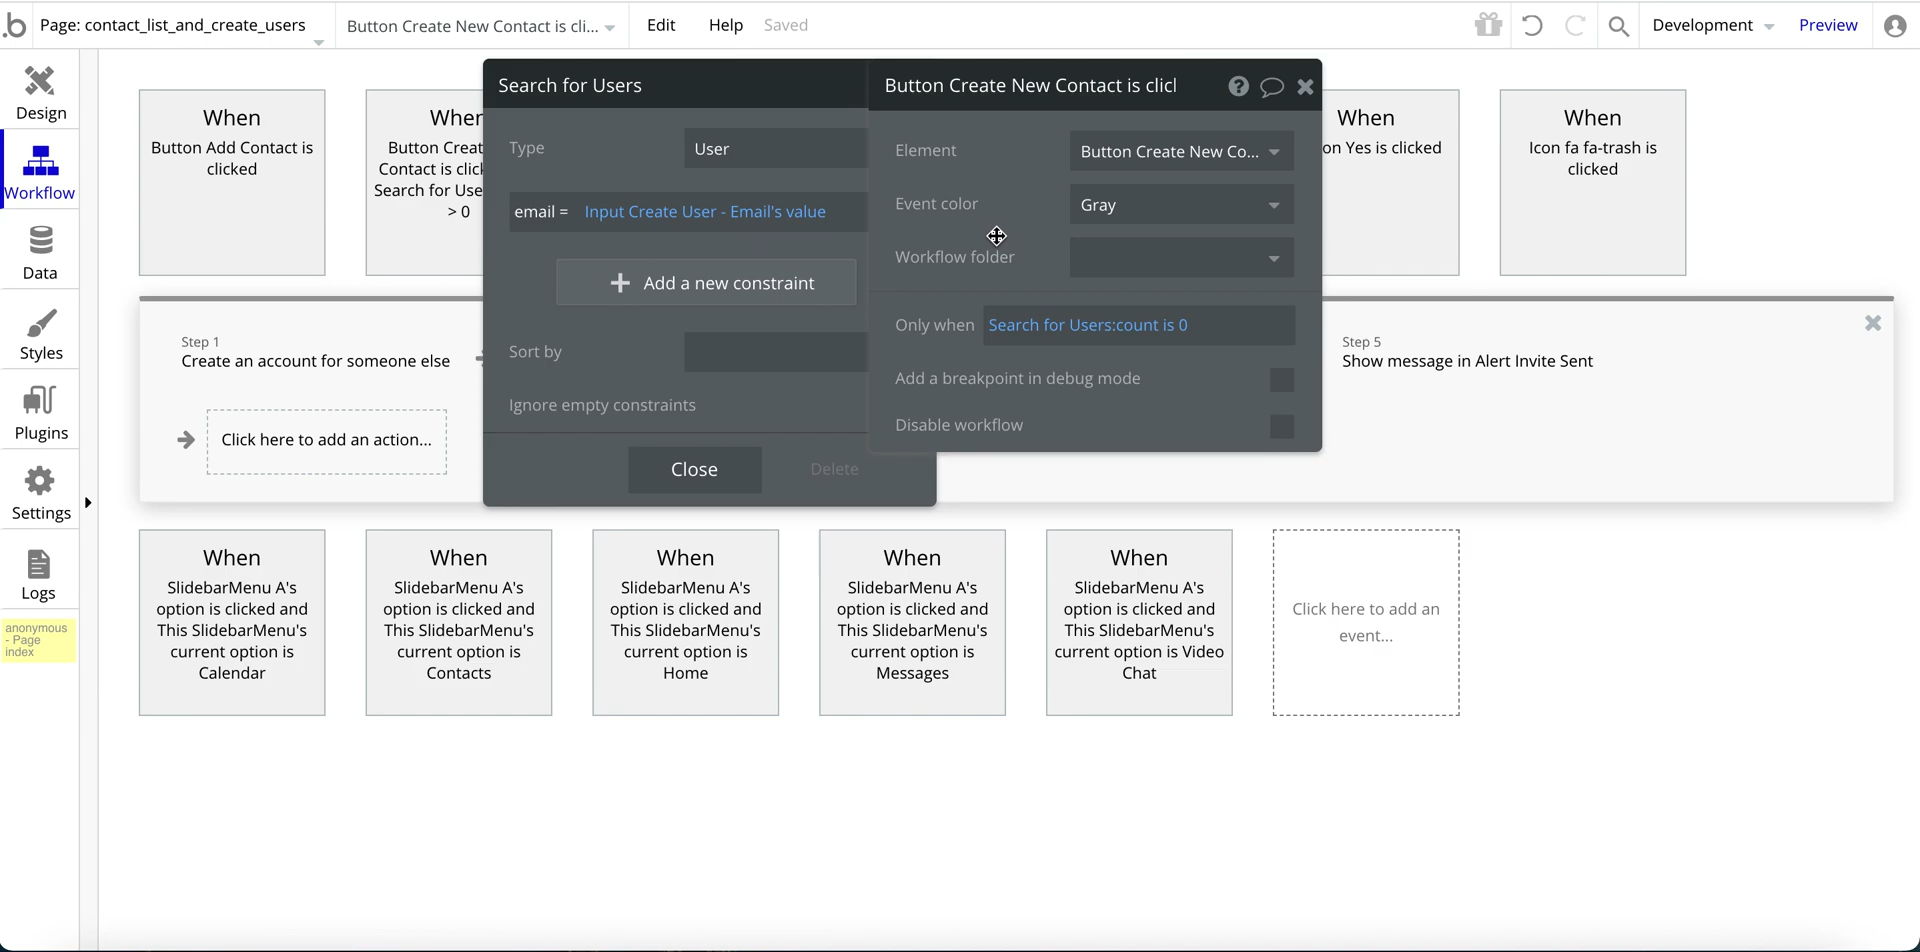 Page: contact_list_and_create_users
Button Create New Contact is cli...
Edit
Help
Saved
Development
Preview
Design
Workflow
Data
Styles
Plugins
Settings
Logs
anonymous
- Page
index
When
Button Add Contact is
clicked
When
Button Creat
Contact is click
Search for Use
> 0
Search for Users
Type
User
email =
Input Create User - Email's value
Add a new constraint
Sort by
Ignore empty constraints
Close
Delete
Button Create New Contact is clicl
Element
Button Create New Co...
Event color
Gray
Workflow folder
Only when
Search for Users:count is 0
Add a breakpoint in debug mode
Disable workflow
When
on Yes is clicked
When
Icon fa fa-trash is
clicked
Step 1
Create an account for someone else
Click here to add an action...
Step 5
Show message in Alert Invite Sent
When
SlidebarMenu A's
option is clicked and
This SlidebarMenu's
current option is
Calendar
When
SlidebarMenu A's
option is clicked and
This SlidebarMenu's
current option is
Contacts
When
SlidebarMenu A's
option is clicked and
This SlidebarMenu's
current option is
Home
When
SlidebarMenu A's
option is clicked and
This SlidebarMenu's
current option is
Messages
When
SlidebarMenu A's
option is clicked and
This SlidebarMenu's
current option is Video
Chat
Click here to add an
event...